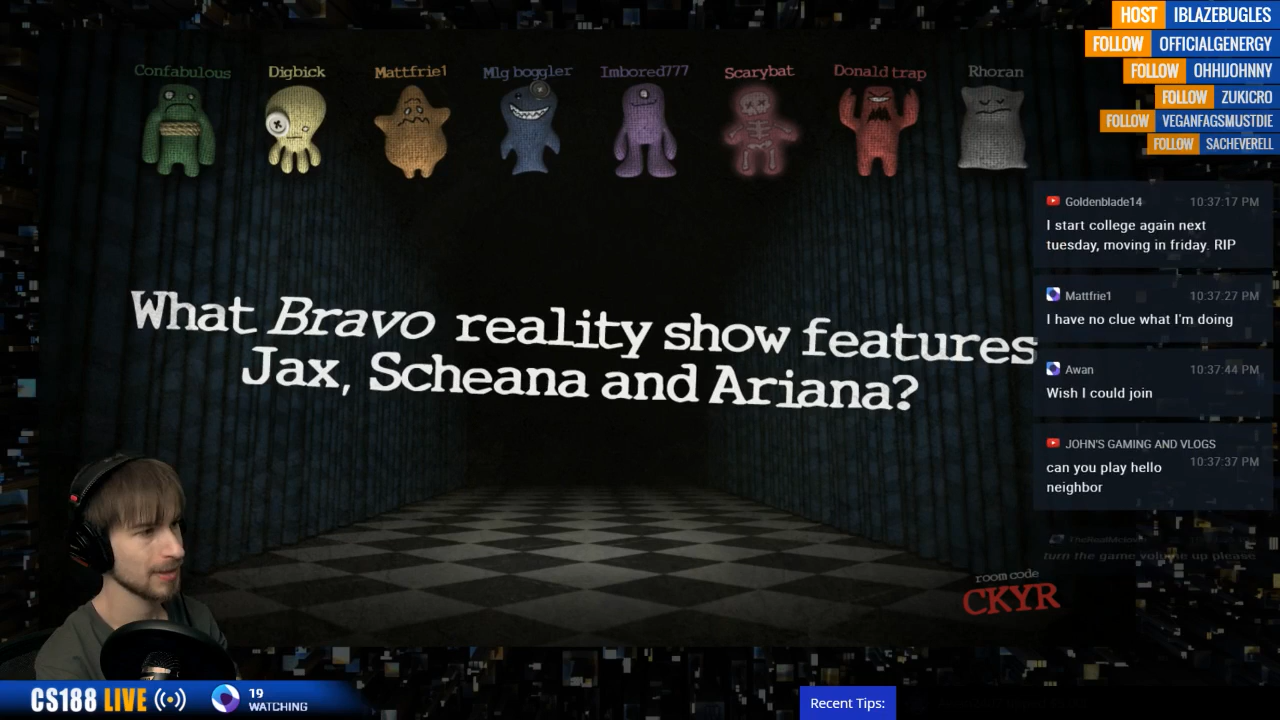 HOST IBLAZEBUGLES
FOLLOW OFFICIALGENERGY
FOLLOW OHHIJOHNNY
FOLLOW ZUKICRO
FOLLOW VEGANFAGSMUSTDIE
FOLLOW SACHEVERELL
Confabulous Digbick Mattfrie1 Mlg boggler Imbored777 Scarybat Donald trap Rhoran
What Bravo reality show features
Jax, Scheana and Ariana?
Goldenblade14 10:37:17 PM
I start college again next
tuesday, moving in friday. RIP
Mattfrie1 10:37:27 PM
I have no clue what I'm doing
Awan 10:37:44 PM
Wish I could join
JOHN'S GAMING AND VLOGS
10:37:37 PM
can you play hello
neighbor
turn the game volume up please
room code
CKYR
CS188 LIVE
19
WATCHING
Recent Tips: